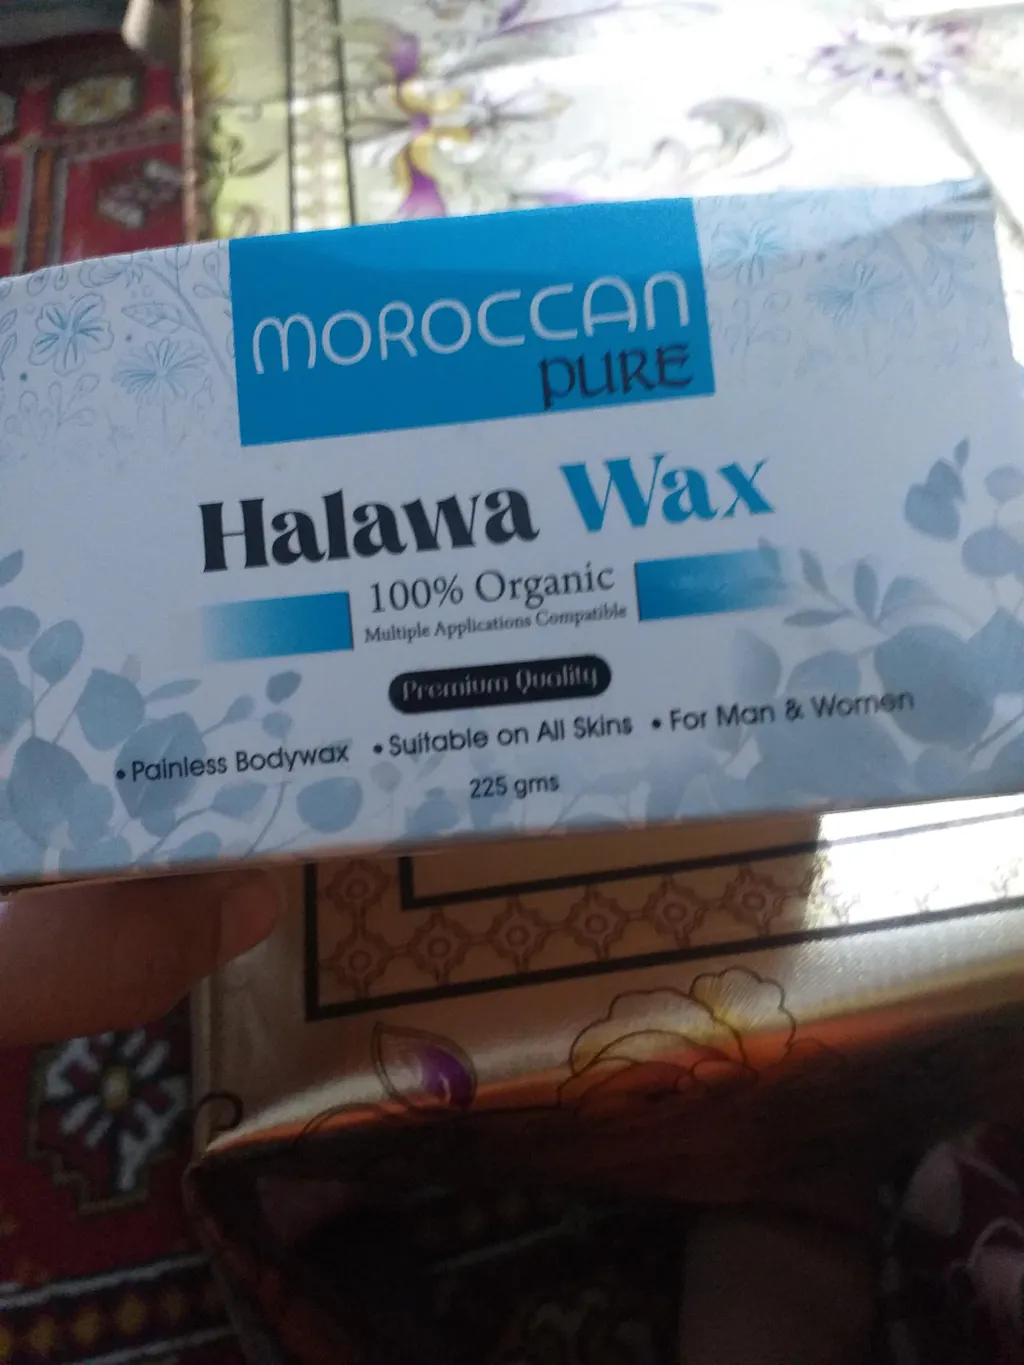 MOROCCAN
PURE
Halawa Wax
100% Organic
Multiple Applications Compatible
Premium Quality
• Painless Bodywax • Suitable on All Skins • For Man & Women
225 gms